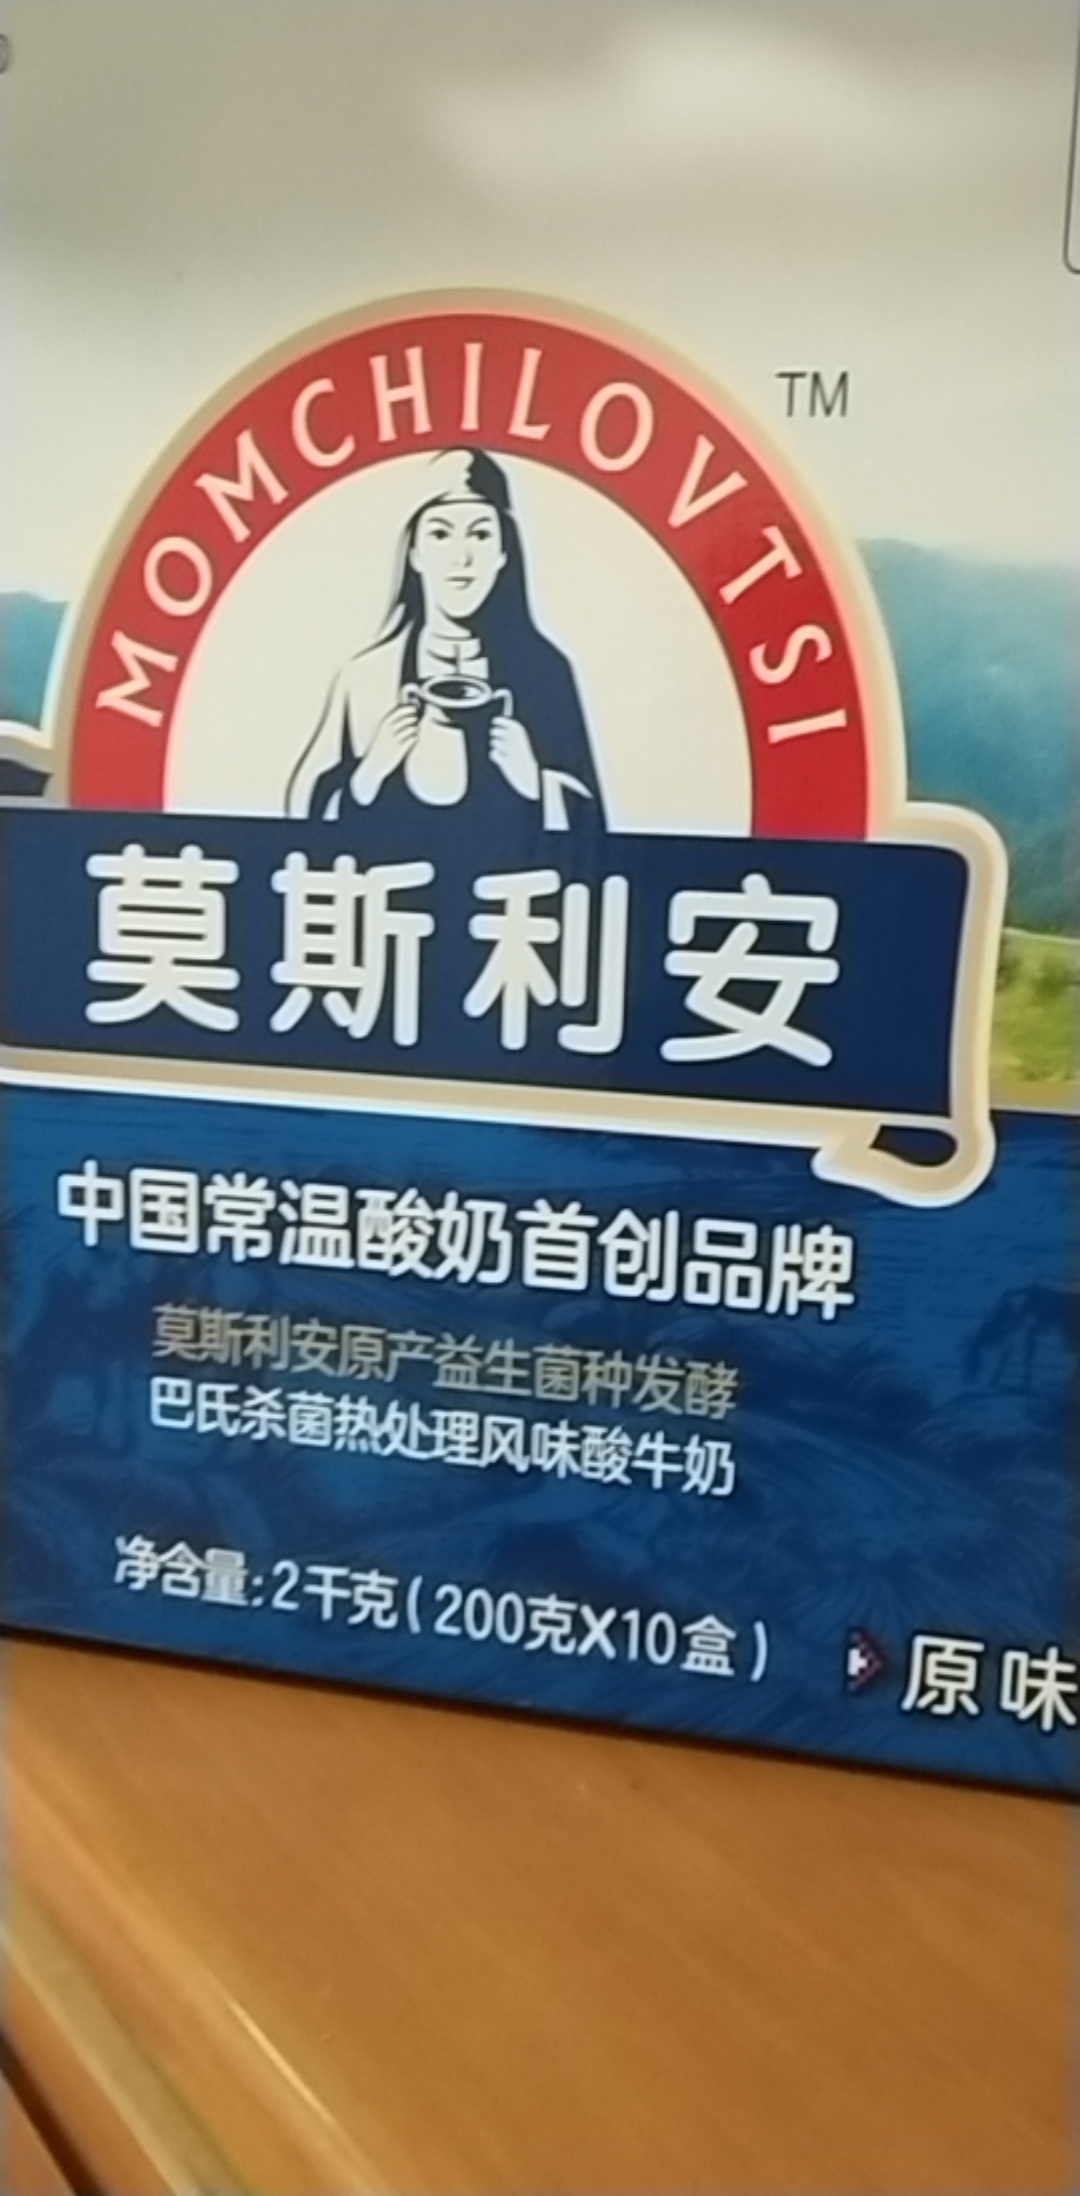 MOMCHILOVTSI
TM
莫斯利安
中国常温酸奶首创品牌
莫斯利安原产益生菌种发酵
巴氏杀菌热处理风味酸牛奶
净含量:2千克(200克X10盒)
原味